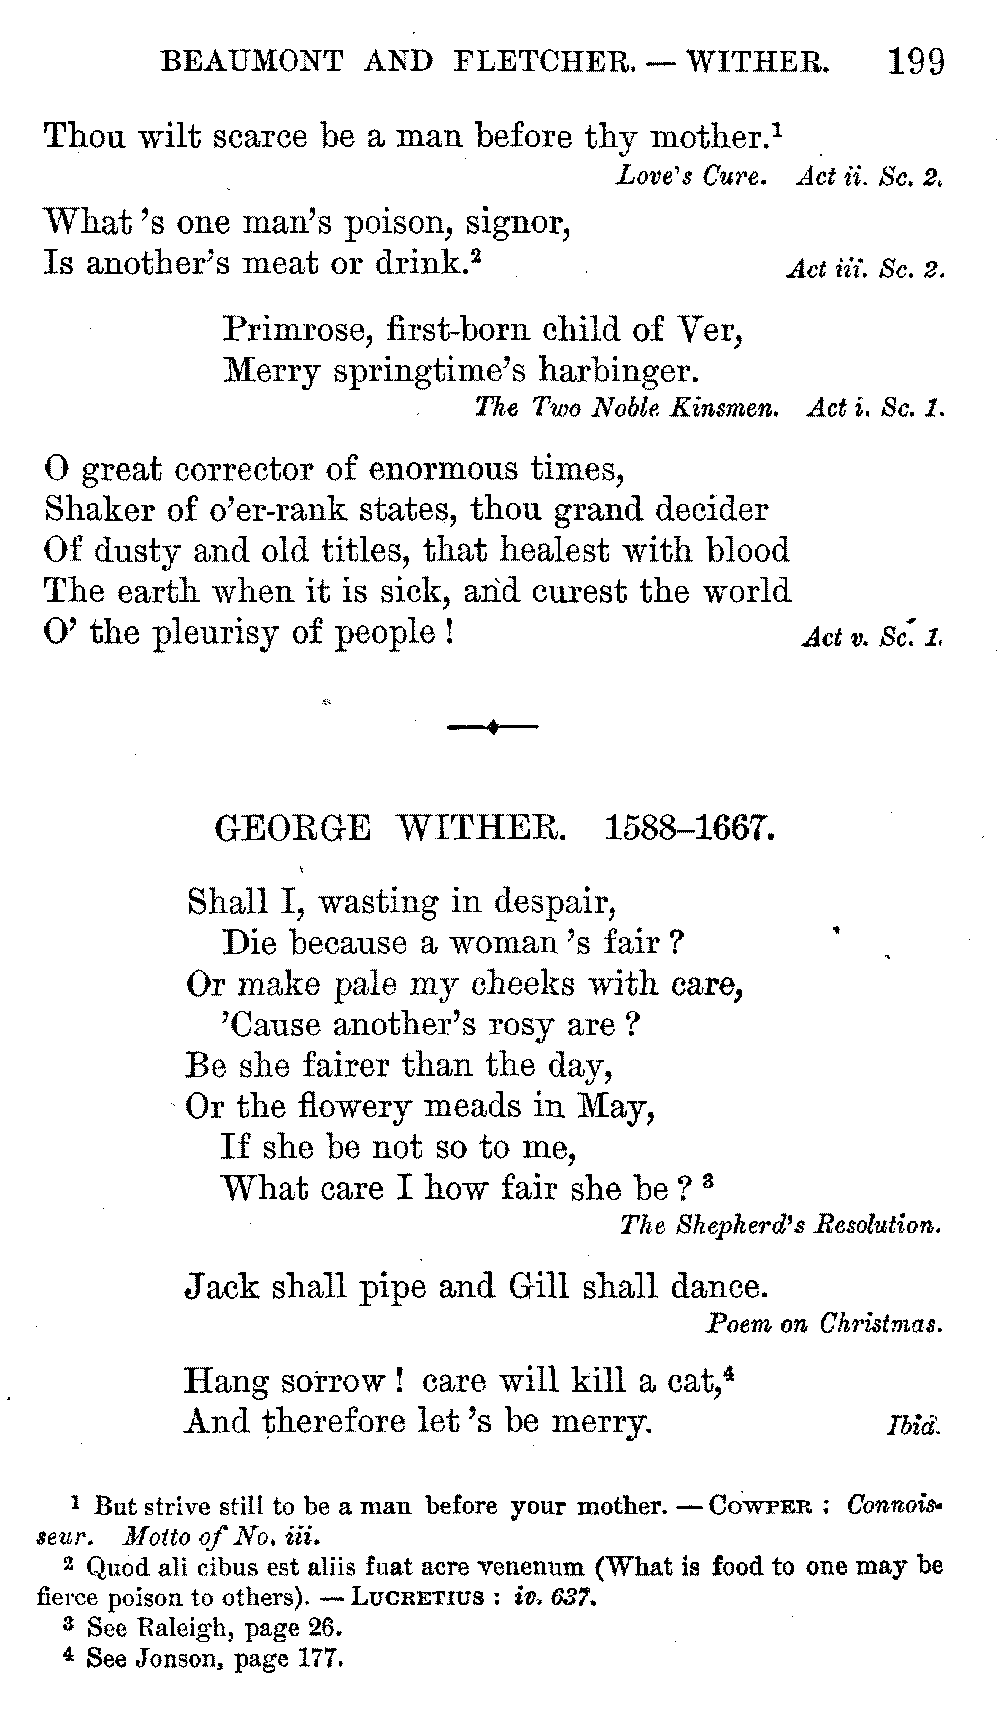 BEAUMONT AND FLETCHER. — WITHER. 199
Thou wilt scarce be a man before thy mother.¹
Love's Cure. Act ii. Sc. 2.
What 's one man's poison, signor,
Is another's meat or drink.² Act iii. Sc. 2.
Primrose, first-born child of Ver,
Merry springtime's harbinger.
The Two Noble Kinsmen. Act i. Sc. 1.
O great corrector of enormous times,
Shaker of o'er-rank states, thou grand decider
Of dusty and old titles, that healest with blood
The earth when it is sick, and curest the world
O' the pleurisy of people ! Act v. Sc. 1.
GEORGE WITHER. 1588–1667.
Shall I, wasting in despair,
Die because a woman 's fair ?
Or make pale my cheeks with care,
'Cause another's rosy are ?
Be she fairer than the day,
Or the flowery meads in May,
If she be not so to me,
What care I how fair she be ? ³
The Shepherd's Resolution.
Jack shall pipe and Gill shall dance.
Poem on Christmas.
Hang sorrow ! care will kill a cat,⁴
And therefore let 's be merry. Ibid.
¹ But strive still to be a man before your mother. — COWPER : Connois-
seur. Motto of No. iii.
² Quod ali cibus est aliis fuat acre venenum (What is food to one may be
fierce poison to others). — LUCRETIUS : iv. 637.
³ See Raleigh, page 26.
⁴ See Jonson, page 177.